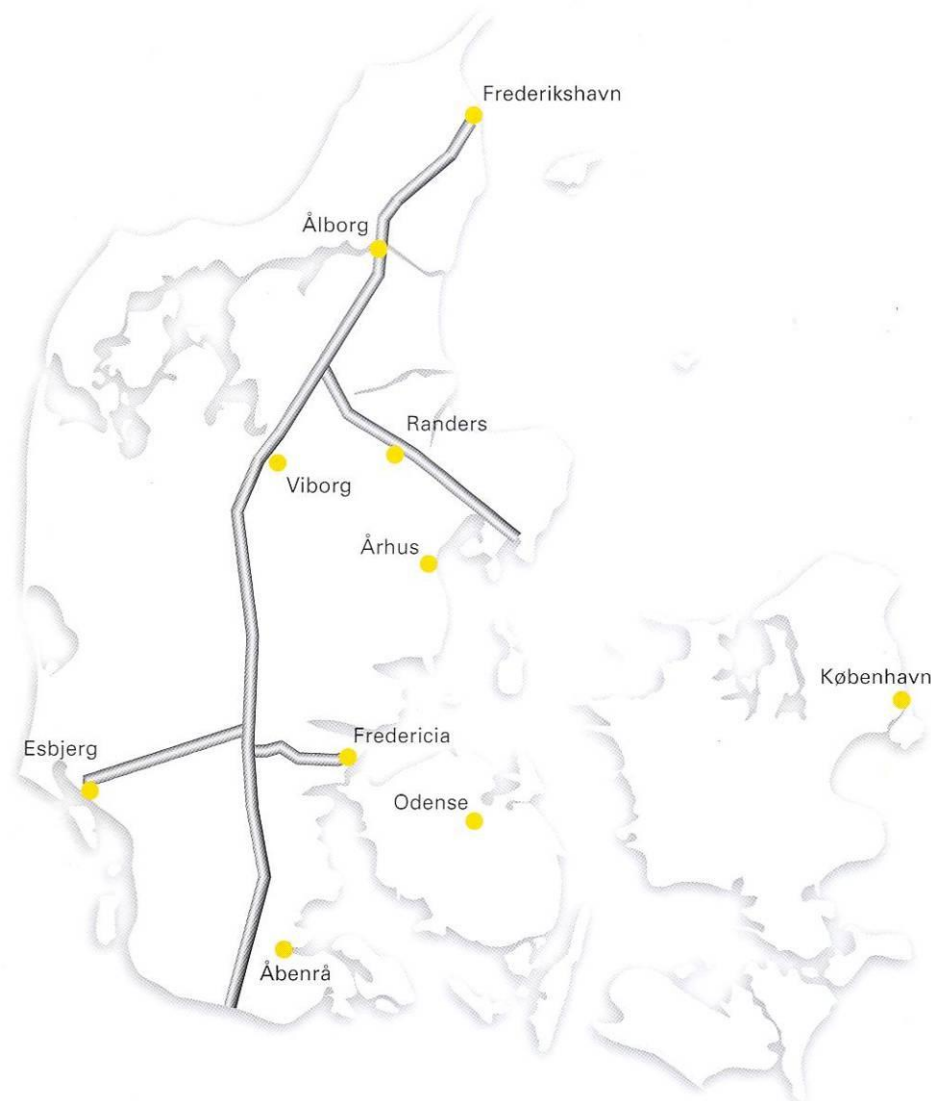 Frederikshavn
Ålborg
Randers
Viborg
Århus
København
Esbjerg
Fredericia
Odense
Åbenrå